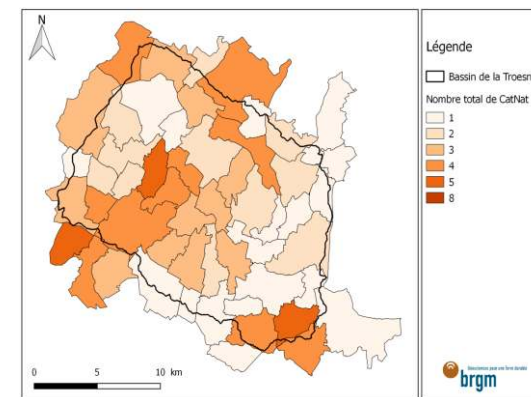 N
Légende
Bassin de la Troesn
Nombre total de CatNat
1
2
3
4
5
8
0 5 10 km
brgm